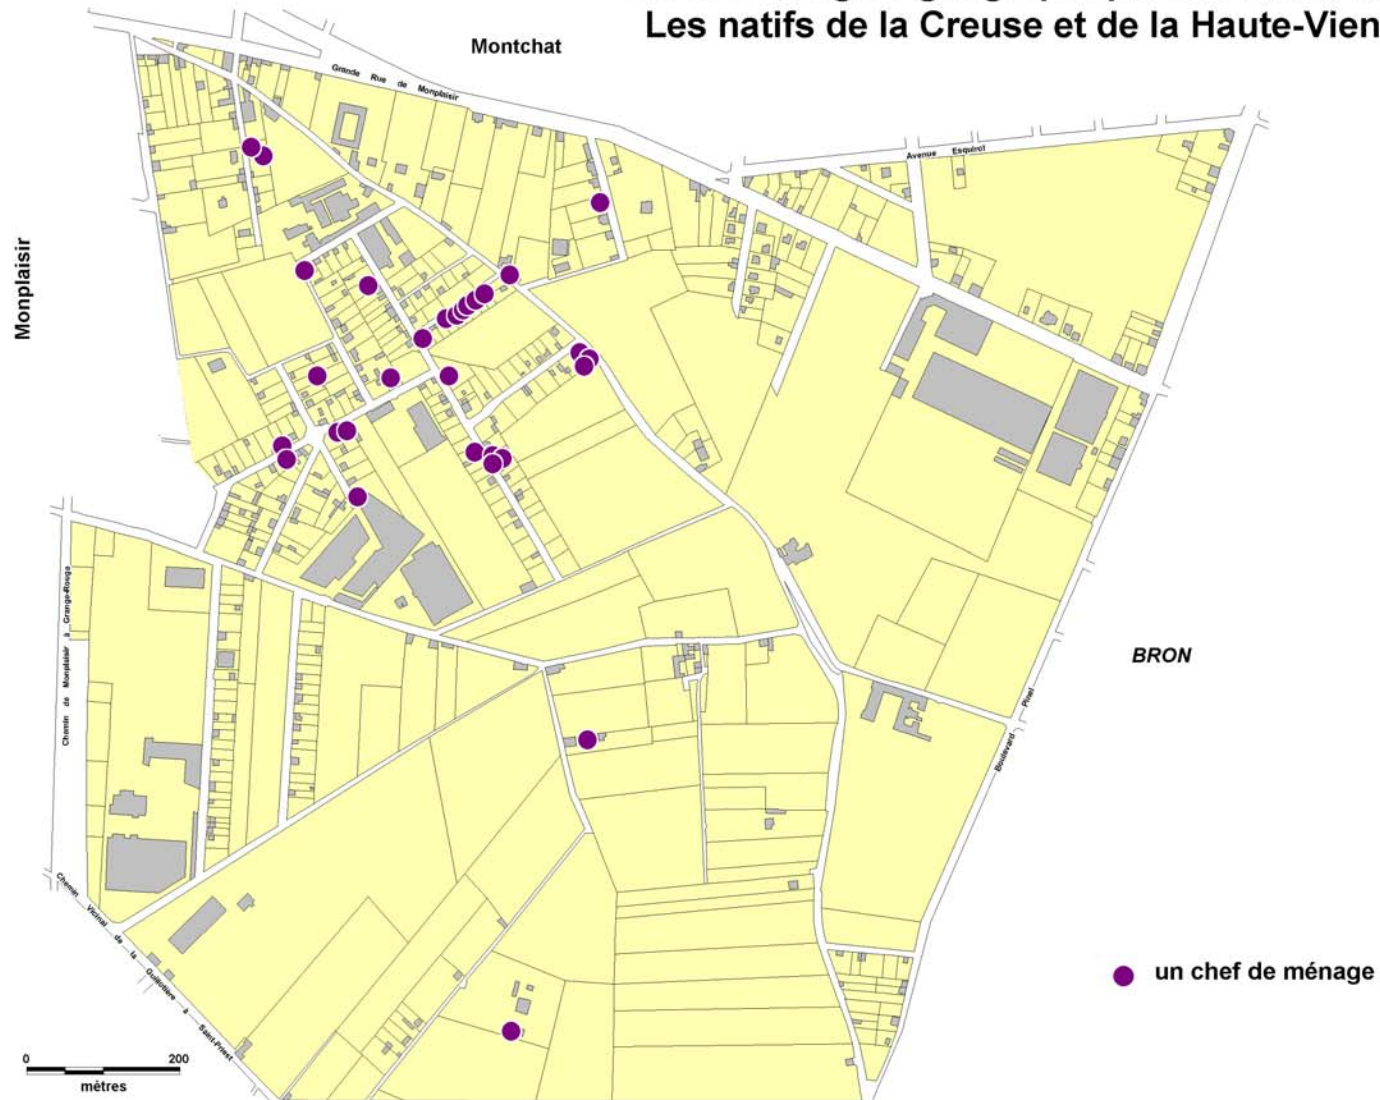 Les natifs de la Creuse et de la Haute-Vien
Montchat
Grande Rue de Monplaisir
Avenue Esquirol
Monplaisir
Chemin de Monplaisir à Grange-Rouge
BRON
Boulevard Pinel
Chemin Vicinal de la Guillotière à Saint-Priest
un chef de ménage
0 200
mètres